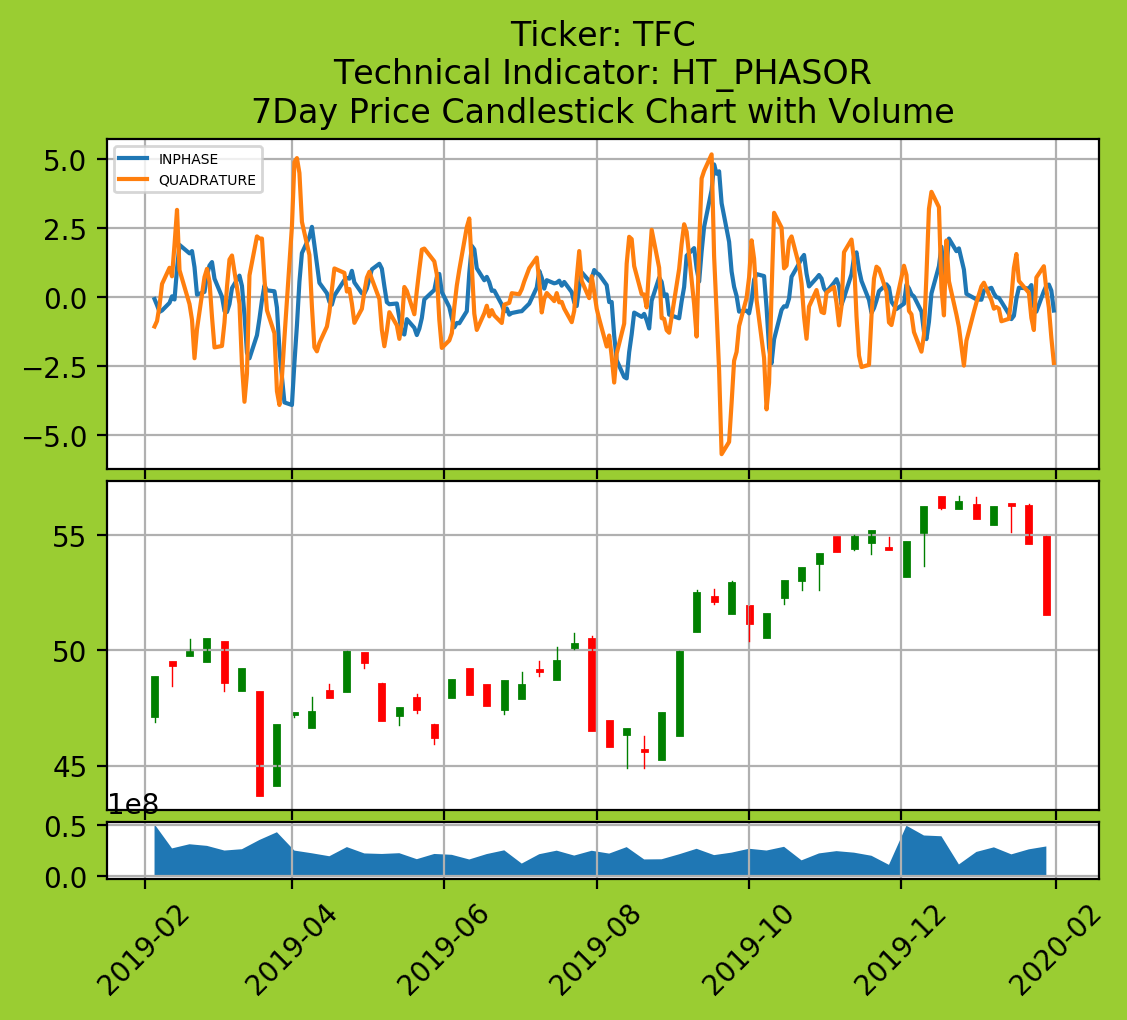 Ticker: TFC
Technical Indicator: HT_PHASOR
7Day Price Candlestick Chart with Volume
INPHASE
QUADRATURE
5.0
2.5
0.0
−2.5
−5.0
55
50
45
1e8
0.5
0.0
2019-02
2019-04
2019-06
2019-08
2019-10
2019-12
2020-02